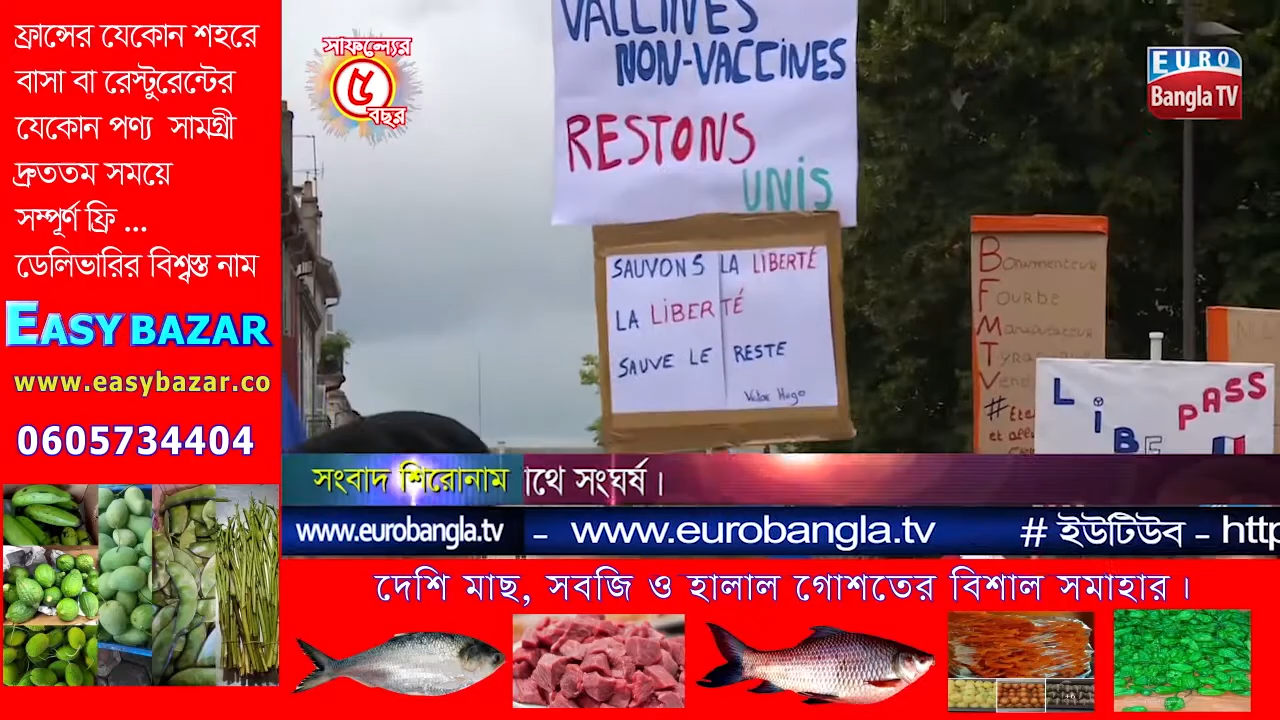 ফ্রান্সের যেকোন শহরে
বাসা বা রেস্টুরেন্টের
যেকোন পণ্য সামগ্রী
দ্রুততম সময়ে
সম্পূর্ণ ফ্রি ...
ডেলিভারির বিশ্বস্ত নাম
EASY BAZAR
www.easybazar.co
0605734404
সাফল্যের
৫
বছর
EURO
Bangla TV
VACCINES
NON-VACCINES
RESTONS
UNIS
SAUVONS LA LIBERTÉ
LA LIBERTÉ
SAUVE LE RESTE
Victor Hugo
BFMTV
FOURBE
LIBE
PASS
সংবাদ শিরোনাম
াথে সংঘর্ষ।
www.eurobangla.tv
– www.eurobangla.tv # ইউটিউব – http
দেশি মাছ, সবজি ও হালাল গোশতের বিশাল সমাহার।